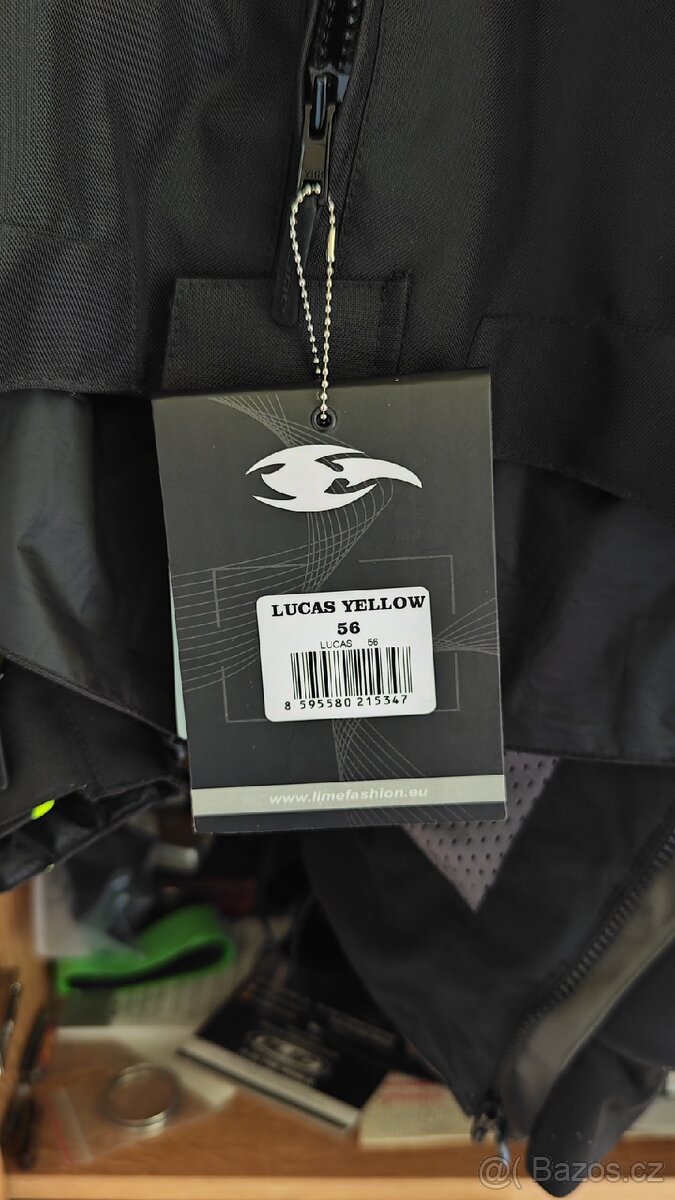 LUCAS YELLOW
56
LUCAS 56
8 595580 215347
www.limefashion.eu
@( Bazos.cz